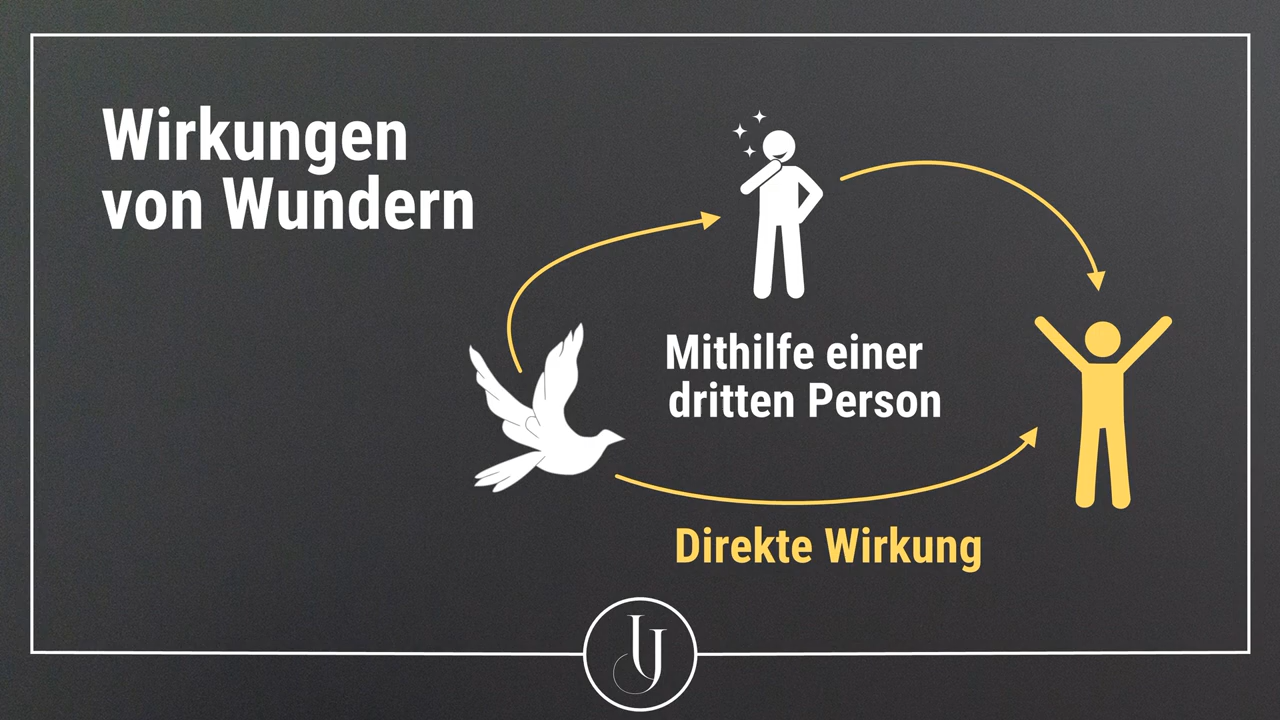 Wirkungen
von Wundern
Mithilfe einer
dritten Person
Direkte Wirkung